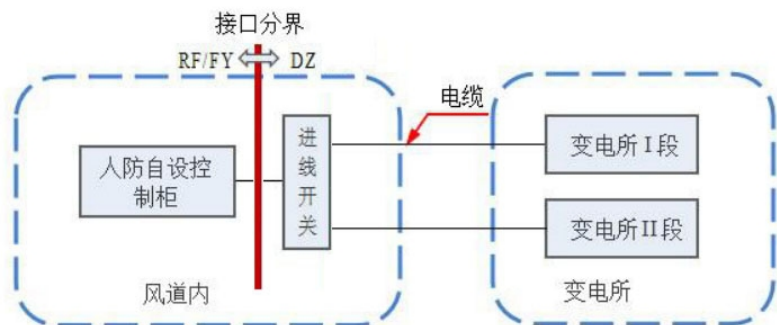 接口分界
RF/FY DZ
电缆
进线开关
人防自设控
制柜
变电所Ⅰ段
变电所II段
风道内
变电所